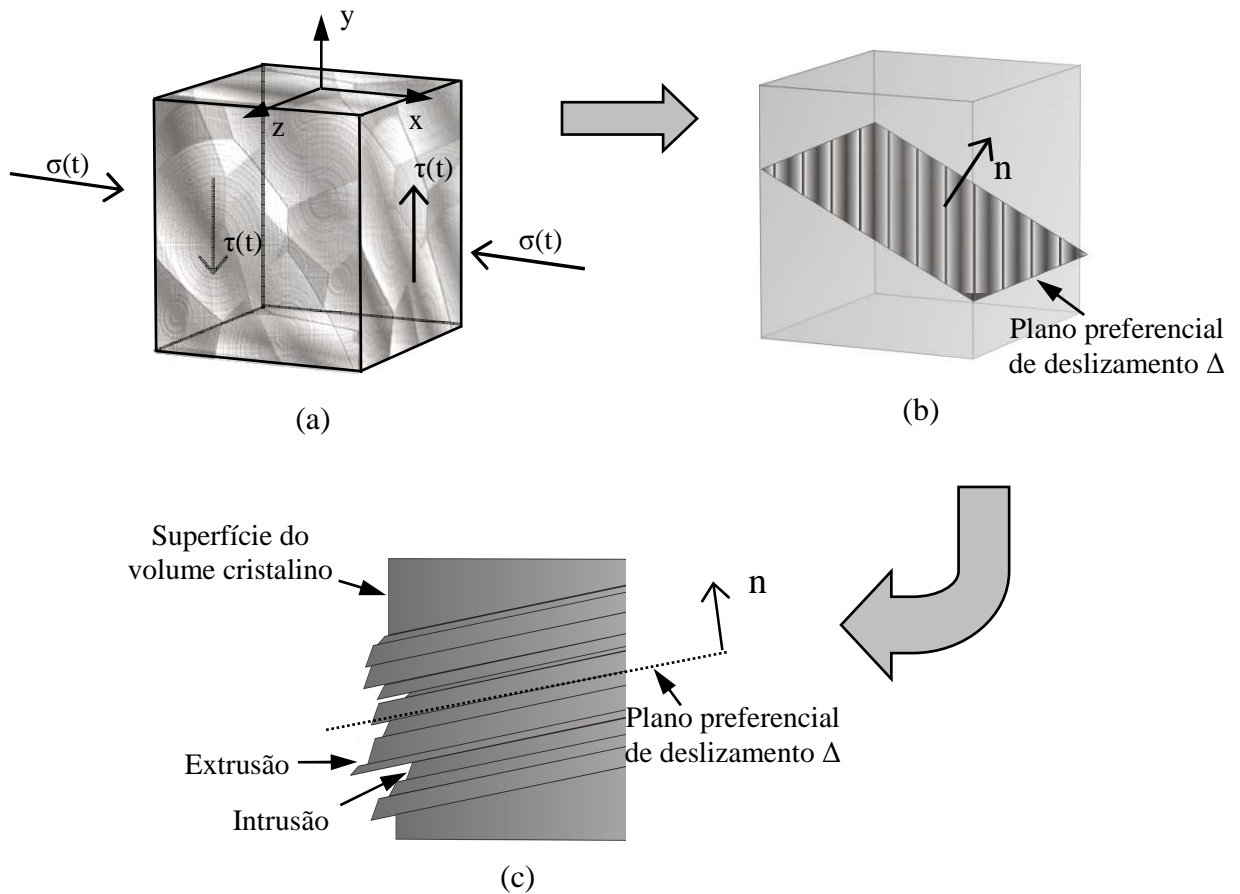 y
z
x
σ(t)
τ(t)
τ(t)
σ(t)
(a)
n
Plano preferencial
de deslizamento Δ
(b)
Superfície do
volume cristalino
n
Plano preferencial
de deslizamento Δ
Extrusão
Intrusão
(c)